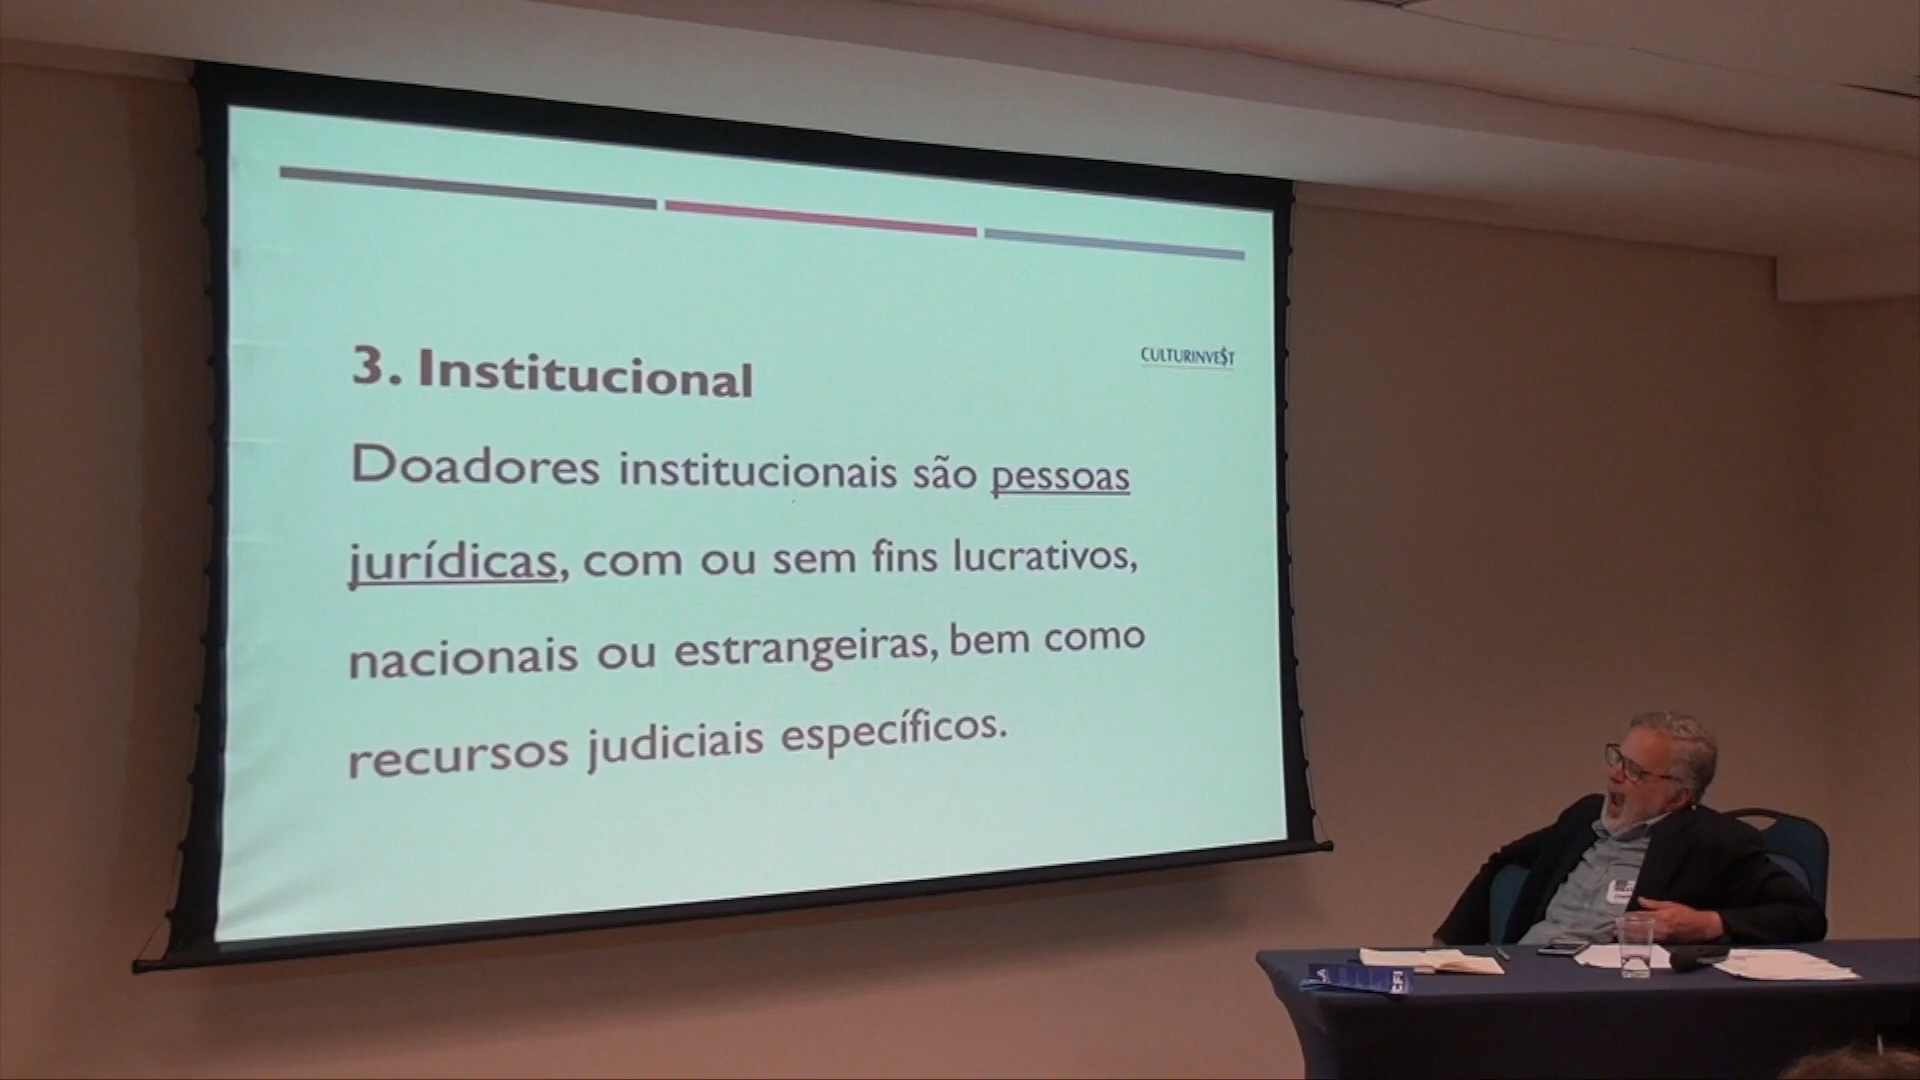 3. Institucional
CULTURINVE$T
Doadores institucionais são pessoas
jurídicas, com ou sem fins lucrativos,
nacionais ou estrangeiras, bem como
recursos judiciais específicos.
CFI